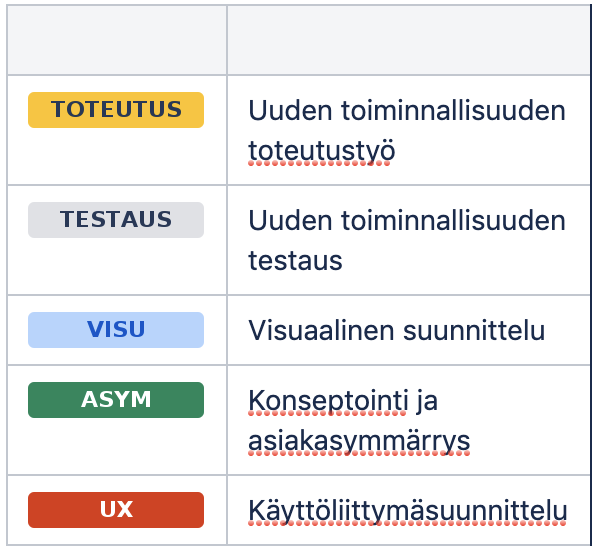 TOTEUTUS
Uuden toiminnallisuuden
toteutustyö
TESTAUS
Uuden toiminnallisuuden
testaus
VISU
Visuaalinen suunnittelu
ASYM
Konseptointi ja
asiakasymmärrys
UX
Käyttöliittymäsuunnittelu